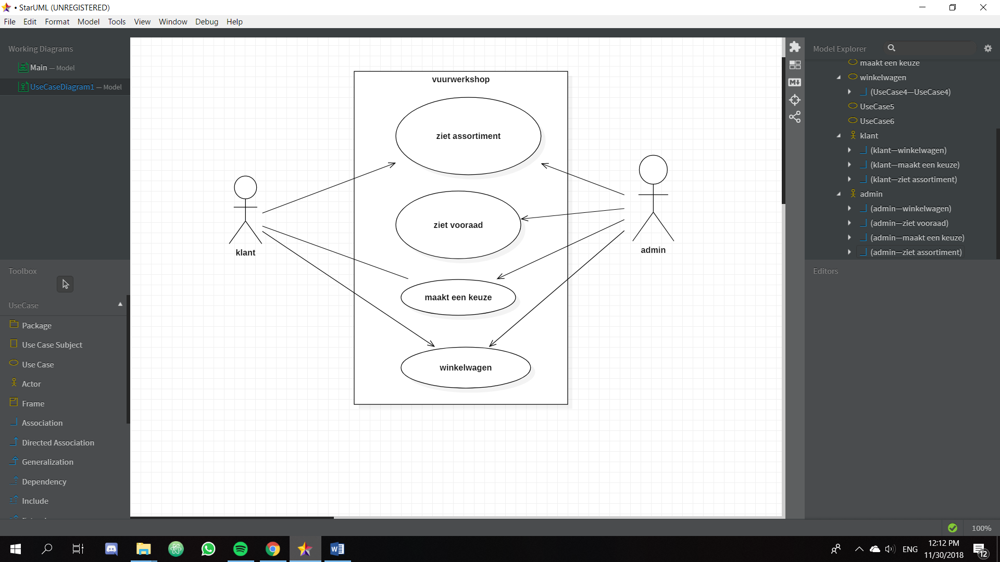 • StarUML (UNREGISTERED)
File Edit Format Model Tools View Window Debug Help
Working Diagrams
Main — Model
UseCaseDiagram1 — Model
Toolbox
UseCase
Package
Use Case Subject
Use Case
Actor
Frame
Association
Directed Association
Generalization
Dependency
Include
vuurwerkshop
ziet assortiment
ziet vooraad
maakt een keuze
winkelwagen
klant
admin
M
Model Explorer
maakt een keuze
winkelwagen
(UseCase4—UseCase4)
UseCase5
UseCase6
klant
(klant—winkelwagen)
(klant—maakt een keuze)
(klant—ziet assortiment)
admin
(admin—winkelwagen)
(admin—ziet vooraad)
(admin—maakt een keuze)
(admin—ziet assortiment)
Editors
100%
W
ENG
12:12 PM
11/30/2018
12